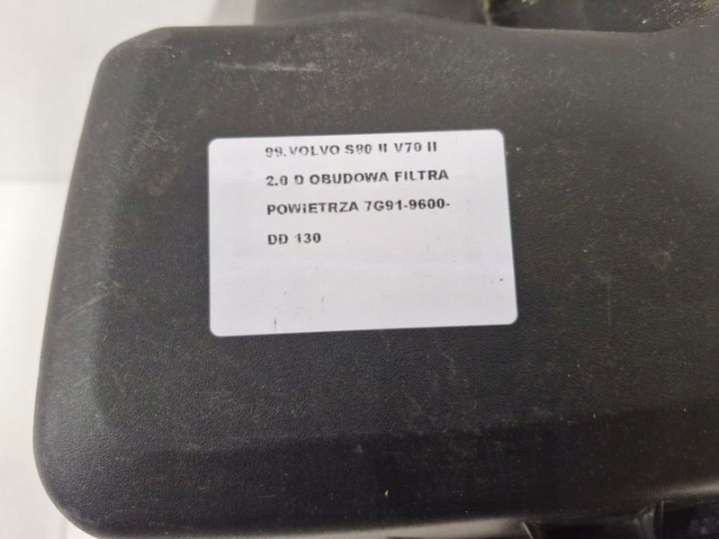 99.VOLVO S80 II V70 II
2.0 D OBUDOWA FILTRA
POWIETRZA 7G91-9600-
DD 130